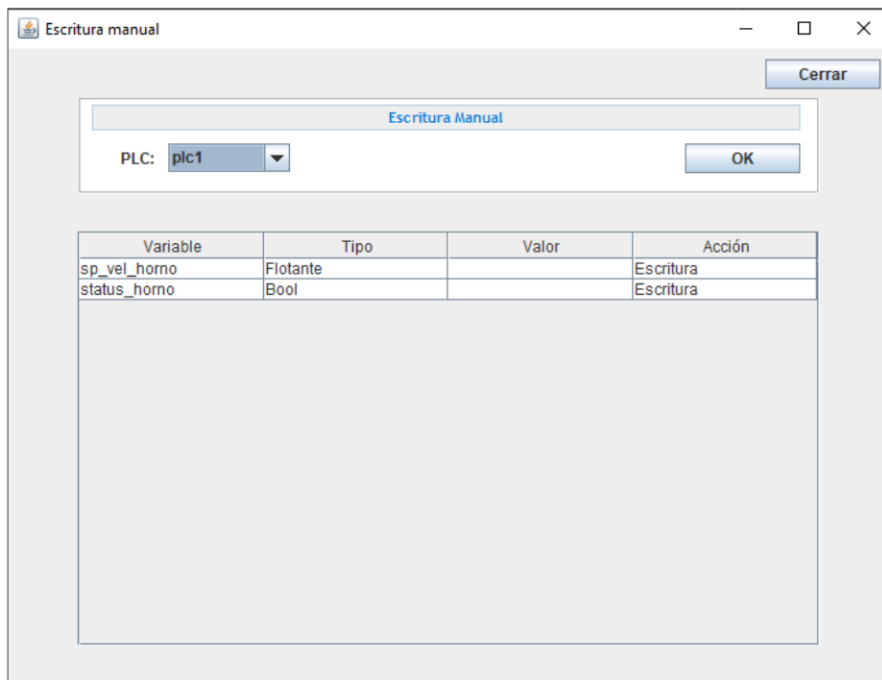 Escritura manual
Cerrar
Escritura Manual
PLC: plc1 OK
Variable Tipo Valor Acción
sp_vel_horno Flotante Escritura
status_horno Bool Escritura